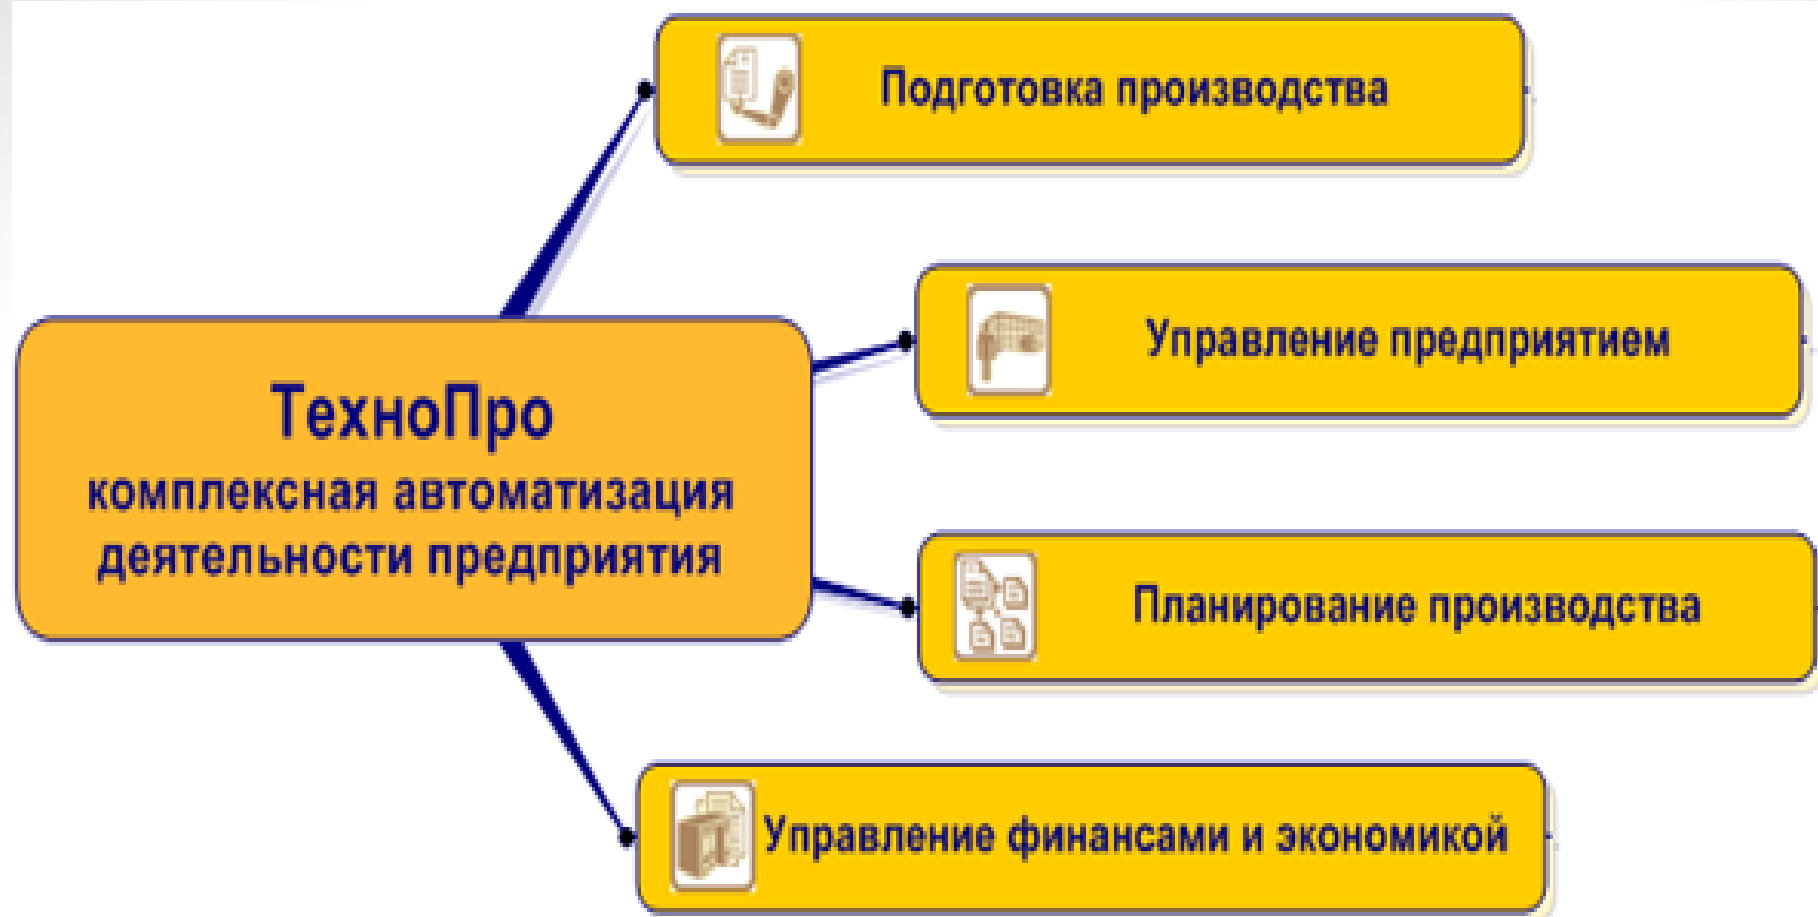 Подготовка производства
Управление предприятием
ТехноПро
комплексная автоматизация
деятельности предприятия
Планирование производства
Управление финансами и экономикой